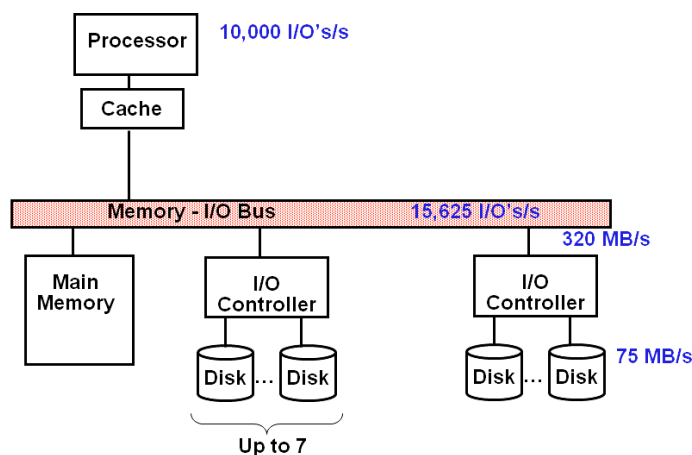 Processor
10,000 I/O's/s
Cache
Memory - I/O Bus
15,625 I/O's/s
320 MB/s
Main
Memory
I/O
Controller
I/O
Controller
Disk
...
Disk
Disk
...
Disk
75 MB/s
Up to 7